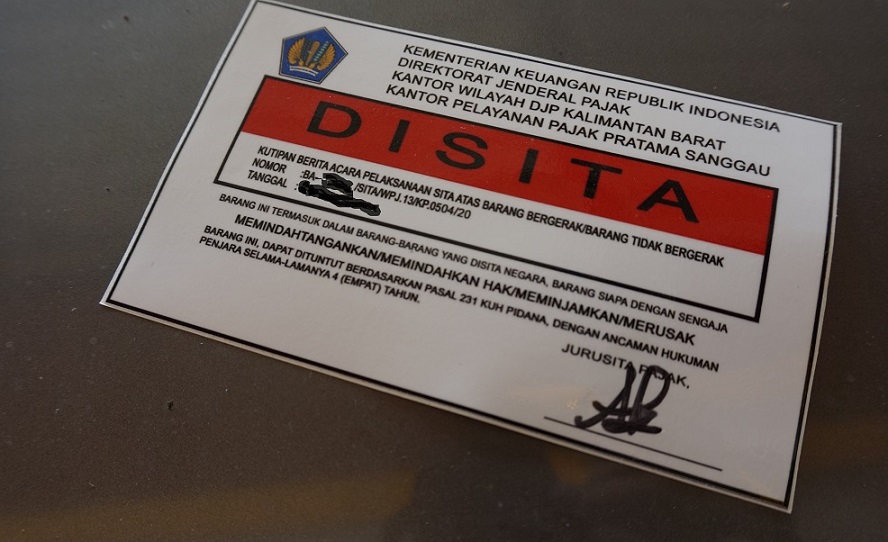 KEMENTERIAN KEUANGAN REPUBLIK INDONESIA
DIREKTORAT JENDERAL PAJAK
KANTOR WILAYAH DJP KALIMANTAN BARAT
KANTOR PELAYANAN PAJAK PRATAMA SANGGAU
DISITA
KUTIPAN BERITA ACARA PELAKSANAAN SITA ATAS BARANG BERGERAK/BARANG TIDAK BERGERAK
NOMOR :BA- /SITA/WPJ.13/KP.0504/20
TANGGAL :
BARANG INI TERMASUK DALAM BARANG-BARANG YANG DISITA NEGARA, BARANG SIAPA DENGAN SENGAJA
MEMINDAHTANGANKAN/MEMINDAHKAN HAK/MEMINJAMKAN/MERUSAK
BARANG INI, DAPAT DITUNTUT BERDASARKAN PASAL 231 KUH PIDANA, DENGAN ANCAMAN HUKUMAN
PENJARA SELAMA-LAMANYA 4 (EMPAT) TAHUN.
JURUSITA PAJAK,